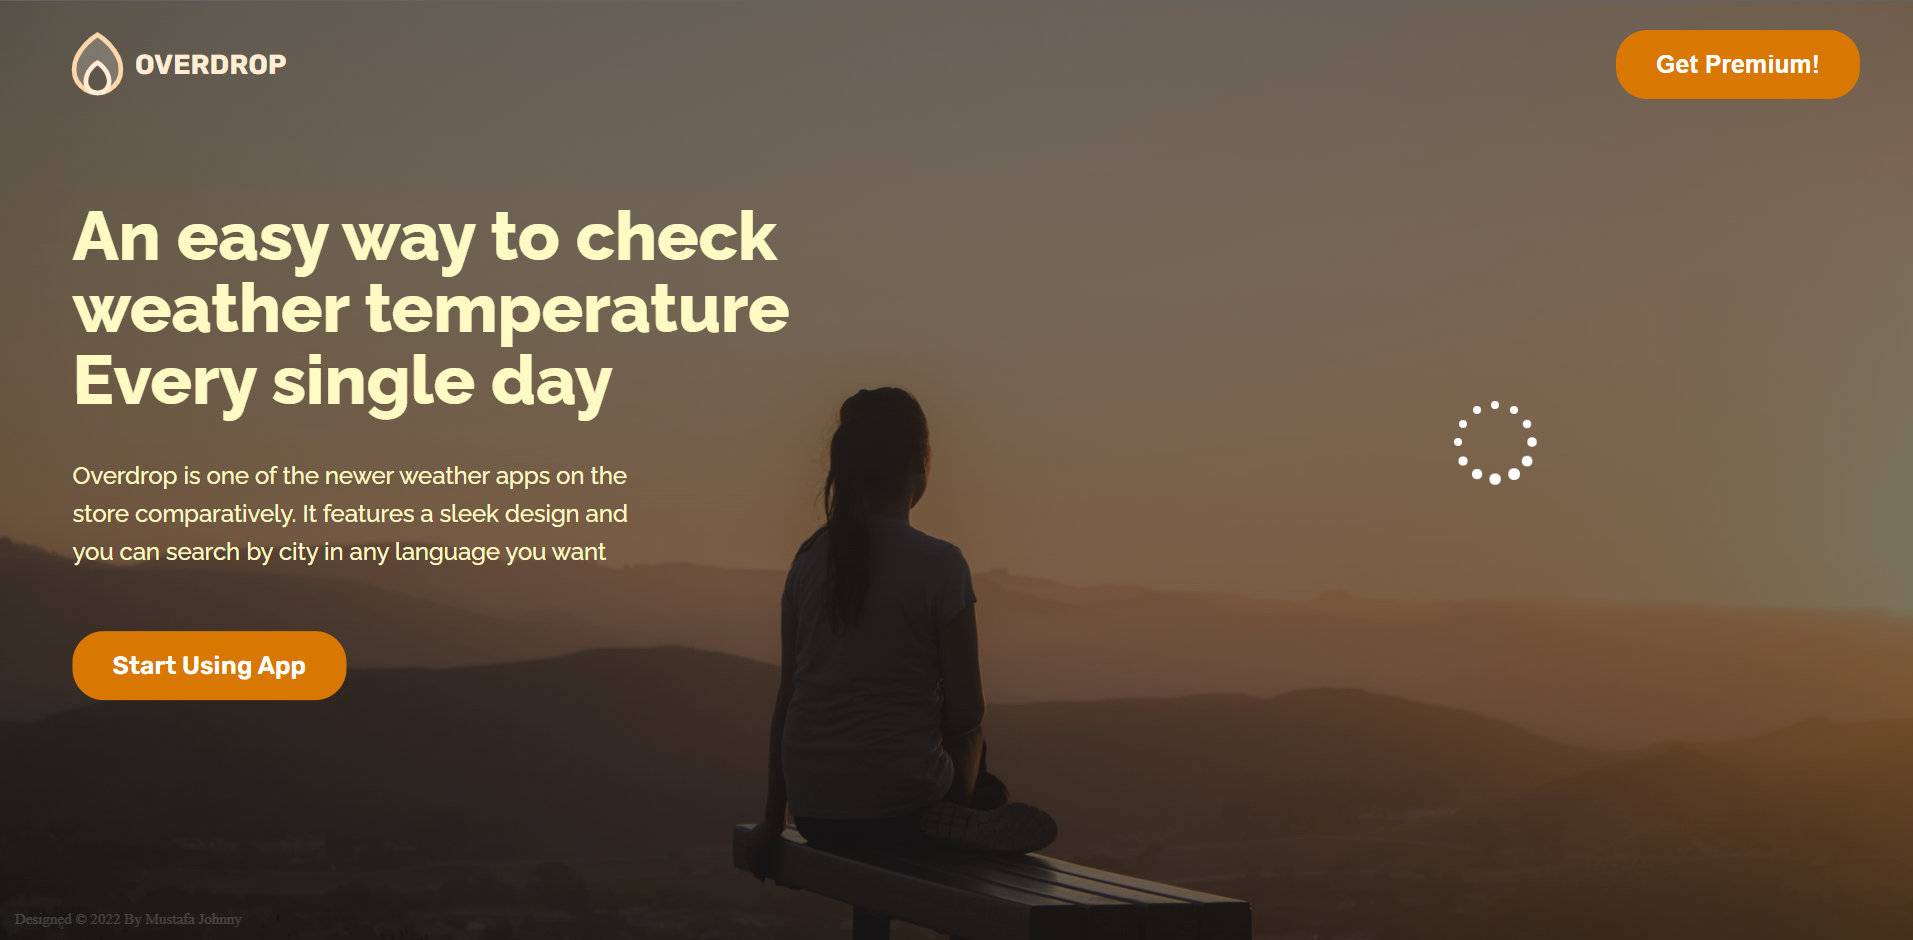 OVERDROP
Get Premium!
An easy way to check
weather temperature
Every single day
Overdrop is one of the newer weather apps on the
store comparatively. It features a sleek design and
you can search by city in any language you want
Start Using App
Designed © 2022 By Mustafa Johnny